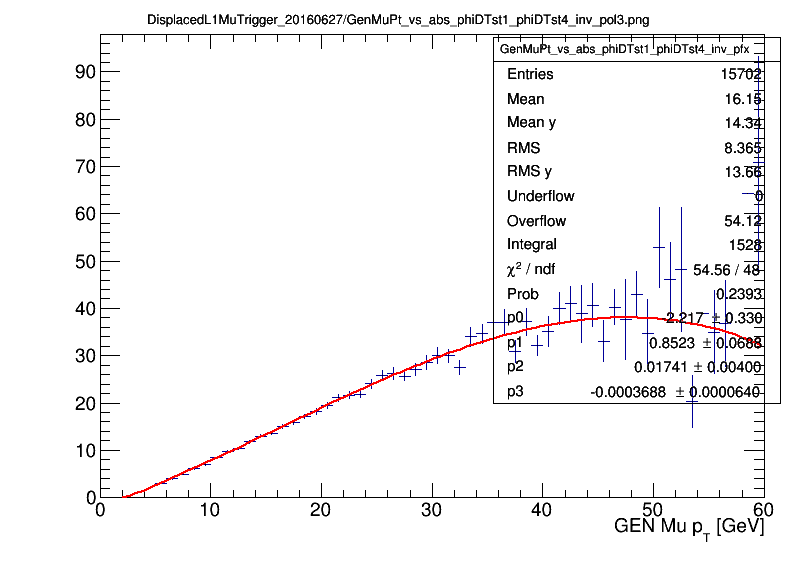 DisplacedL1MuTrigger_20160627/GenMuPt_vs_abs_phiDTst1_phiDTst4_inv_pol3.png
GenMuPt_vs_abs_phiDTst1_phiDTst4_inv_pfx
Entries 15702
Mean 16.15
Mean y 14.34
RMS 8.365
RMS y 13.66
Underflow 0
Overflow 54.12
Integral 1528
χ² / ndf 54.56 / 48
Prob 0.2393
p0 -2.217 ± 0.330
p1 0.8523 ± 0.0688
p2 0.01741 ± 0.00400
p3 -0.0003688 ± 0.0000640
90
80
70
60
50
40
30
20
10
0
0 10 20 30 40 50 60
GEN Mu p_T [GeV]